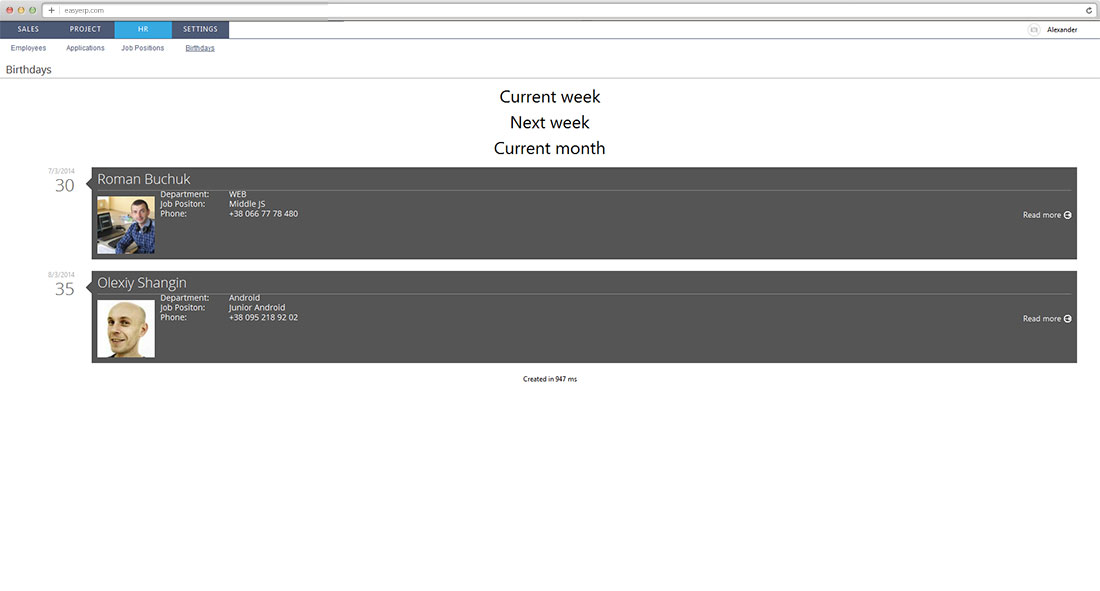 easyerp.com
SALES PROJECT HR SETTINGS
Alexander
Employees Applications Job Positions Birthdays
Birthdays
Current week
Next week
Current month
7/3/2014
30
Roman Buchuk
Department: WEB
Job Positon: Middle JS
Phone: +38 066 77 78 480
Read more
8/3/2014
35
Olexiy Shangin
Department: Android
Job Positon: Junior Android
Phone: +38 095 218 92 02
Read more
Created in 947 ms